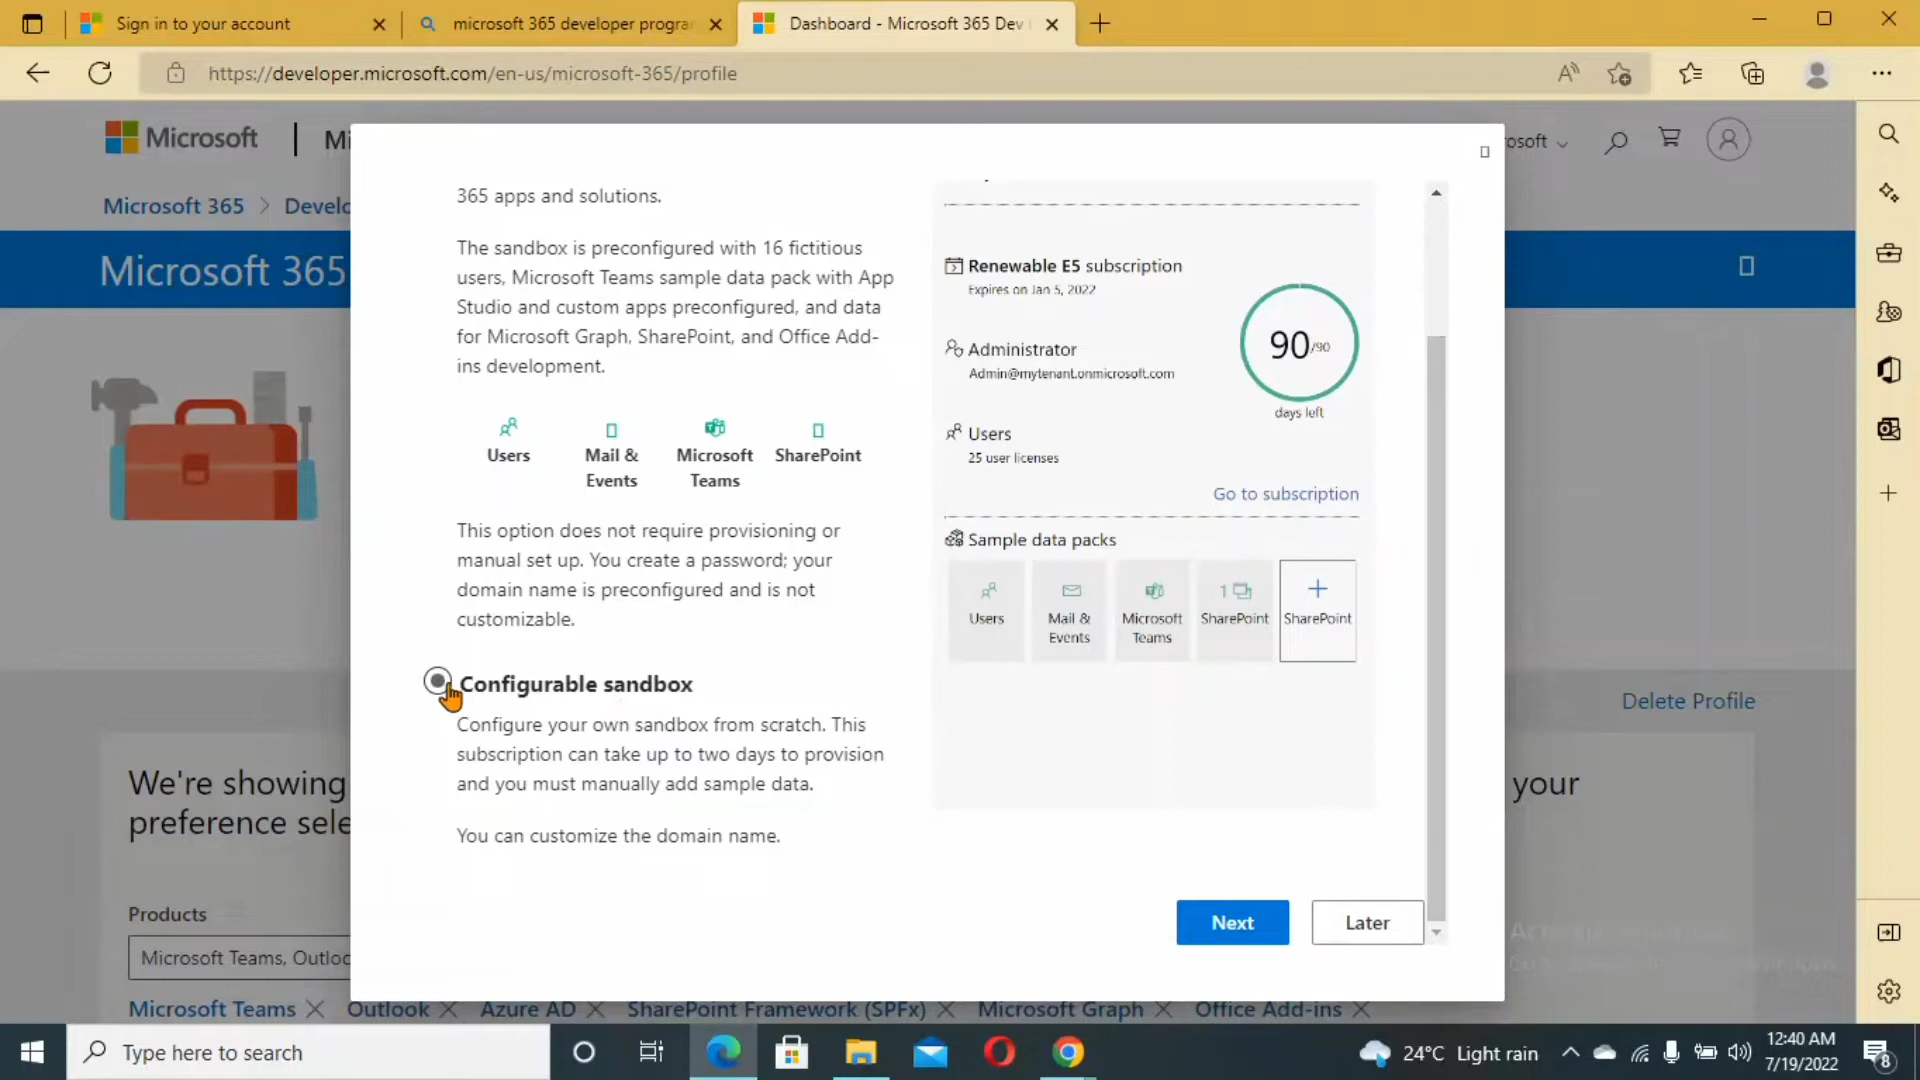 Sign in to your account
microsoft 365 developer progra
Dashboard - Microsoft 365 Dev
https://developer.microsoft.com/en-us/microsoft-365/profile
Microsoft
Mi
osoft
Microsoft 365 > Develo
Microsoft 365
365 apps and solutions.
The sandbox is preconfigured with 16 fictitious
users, Microsoft Teams sample data pack with App
Studio and custom apps preconfigured, and data
for Microsoft Graph, SharePoint, and Office Add-
ins development.
Users
Mail &
Events
Microsoft
Teams
SharePoint
This option does not require provisioning or
manual set up. You create a password; your
domain name is preconfigured and is not
customizable.
Configurable sandbox
Configure your own sandbox from scratch. This
subscription can take up to two days to provision
and you must manually add sample data.
You can customize the domain name.
Renewable E5 subscription
Expires on Jan 5, 2022
Administrator
Admin@mytenant.onmicrosoft.com
90/90
days left
Users
25 user licenses
Go to subscription
Sample data packs
Users
Mail &
Events
Microsoft
Teams
1
SharePoint
SharePoint
Next
Later
Delete Profile
We're showing
preference sele
your
Products
Microsoft Teams, Outloo
Microsoft Teams
Outlook
Azure AD
SharePoint Framework (SPFx)
Microsoft Graph
Office Add-ins
Type here to search
24°C Light rain
12:40 AM
7/19/2022
8